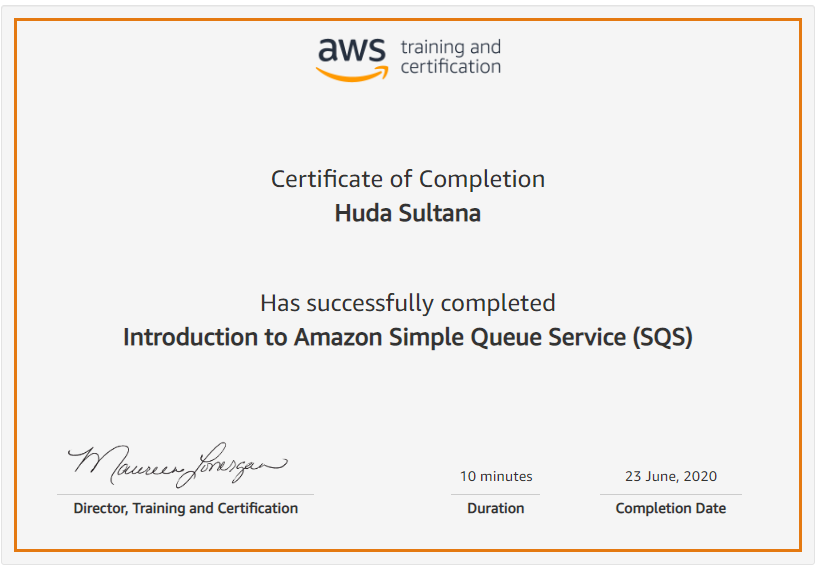 aws training and
certification
Certificate of Completion
Huda Sultana
Has successfully completed
Introduction to Amazon Simple Queue Service (SQS)
Maureen Lonergan
10 minutes
23 June, 2020
Director, Training and Certification
Duration
Completion Date